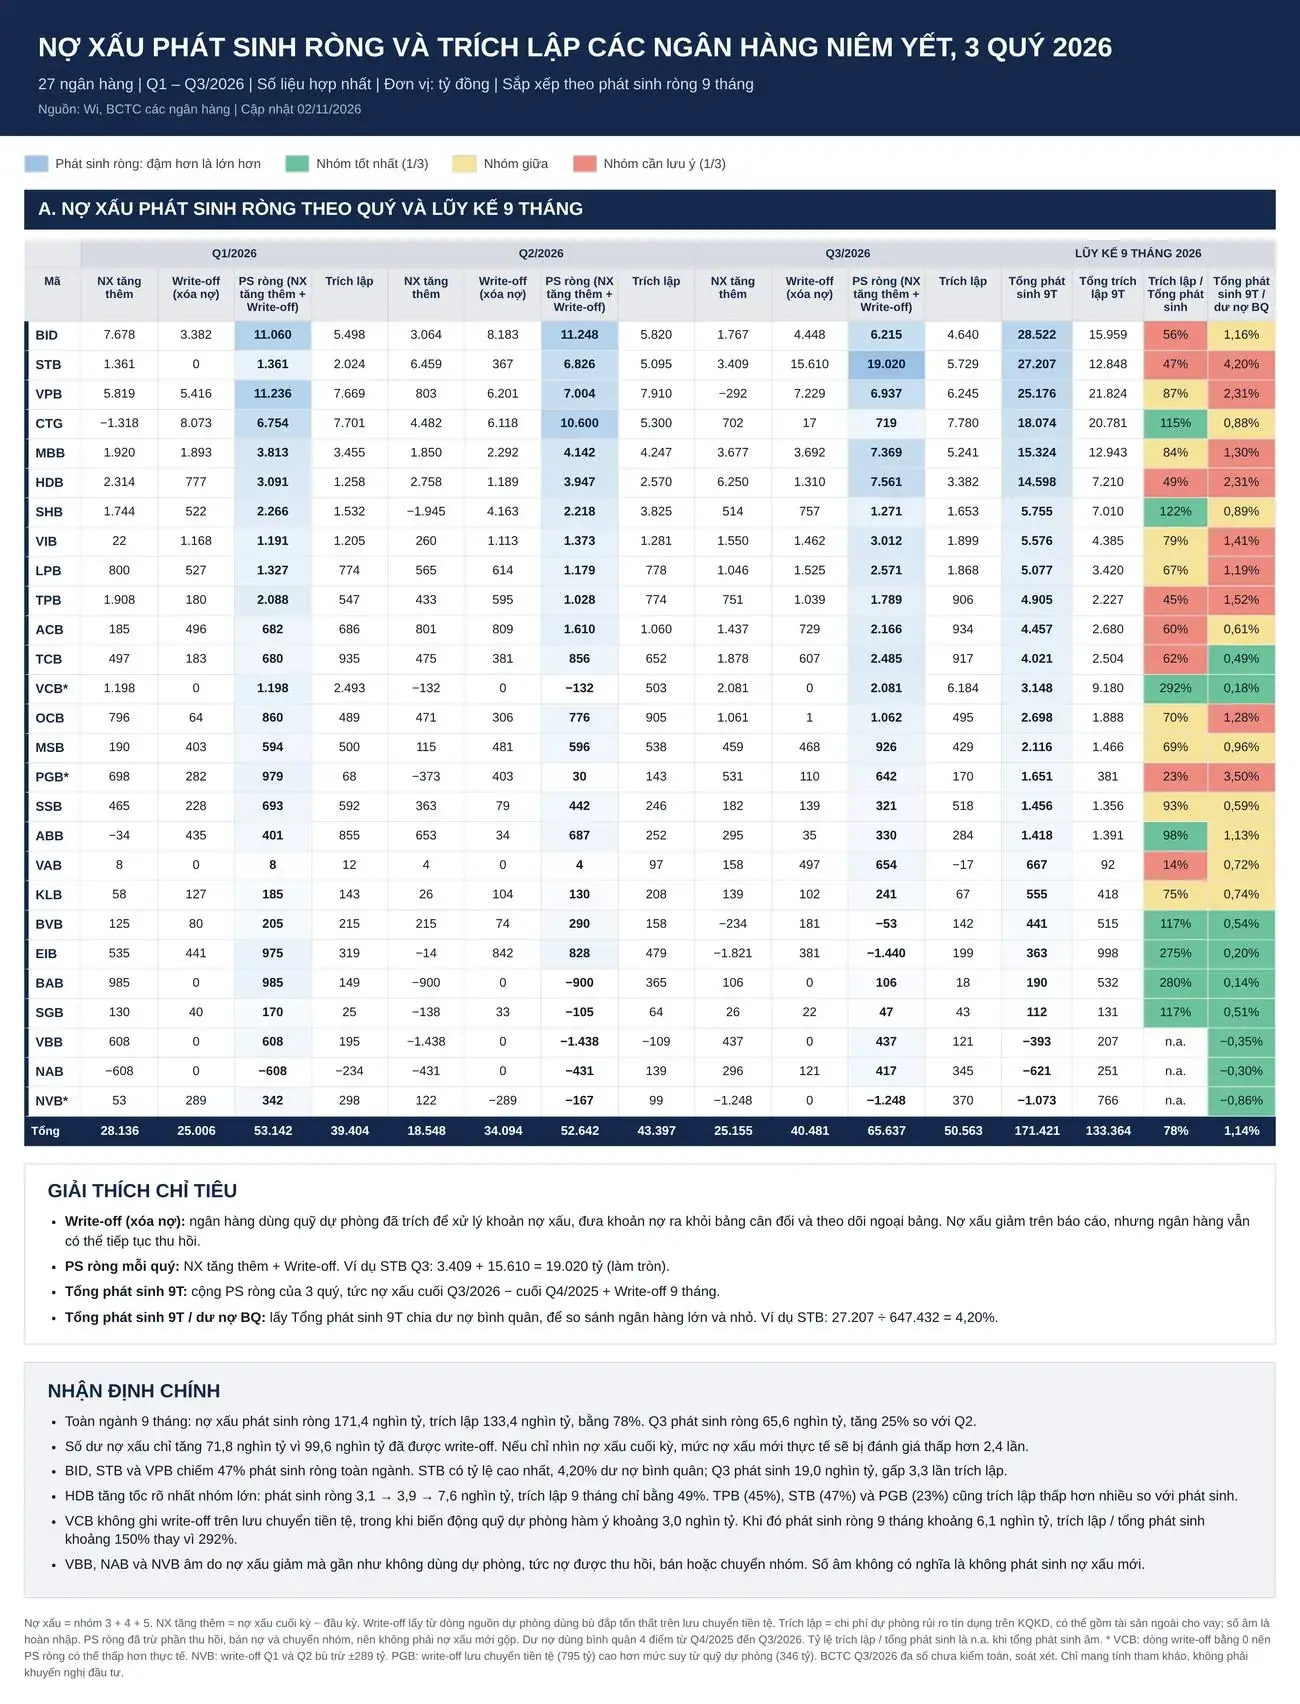 NỢ XẤU PHÁT SINH RÒNG VÀ TRÍCH LẬP CÁC NGÂN HÀNG NIÊM YẾT, 3 QUÝ 2026
27 ngân hàng | Q1 – Q3/2026 | Số liệu hợp nhất | Đơn vị: tỷ đồng | Sắp xếp theo phát sinh ròng 9 tháng
Nguồn: Wi, BCTC các ngân hàng | Cập nhật 02/11/2026
Phát sinh ròng: đậm hơn là lớn hơn Nhóm tốt nhất (1/3) Nhóm giữa Nhóm cần lưu ý (1/3)
A. NỢ XẤU PHÁT SINH RÒNG THEO QUÝ VÀ LŨY KẾ 9 THÁNG
Q1/2026 Q2/2026 Q3/2026 LŨY KẾ 9 THÁNG 2026
Mã NX tăng thêm Write-off (xóa nợ) PS ròng (NX tăng thêm + Write-off) Trích lập NX tăng thêm Write-off (xóa nợ) PS ròng (NX tăng thêm + Write-off) Trích lập NX tăng thêm Write-off (xóa nợ) PS ròng (NX tăng thêm + Write-off) Trích lập Tổng phát sinh 9T Tổng trích lập 9T Trích lập / Tổng phát sinh Tổng phát sinh 9T / dư nợ BQ
BID 7.678 3.382 11.060 5.498 3.064 8.183 11.248 5.820 1.767 4.448 6.215 4.640 28.522 15.959 56% 1,16%
STB 1.361 0 1.361 2.024 6.459 367 6.826 5.095 3.409 15.610 19.020 5.729 27.207 12.848 47% 4,20%
VPB 5.819 5.416 11.236 7.669 803 6.201 7.004 7.910 −292 7.229 6.937 6.245 25.176 21.824 87% 2,31%
CTG −1.318 8.073 6.754 7.701 4.482 6.118 10.600 5.300 702 17 719 7.780 18.074 20.781 115% 0,88%
MBB 1.920 1.893 3.813 3.455 1.850 2.292 4.142 4.247 3.677 3.692 7.369 5.241 15.324 12.943 84% 1,30%
HDB 2.314 777 3.091 1.258 2.758 1.189 3.947 2.570 6.250 1.310 7.561 3.382 14.598 7.210 49% 2,31%
SHB 1.744 522 2.266 1.532 −1.945 4.163 2.218 3.825 514 757 1.271 1.653 5.755 7.010 122% 0,89%
VIB 22 1.168 1.191 1.205 260 1.113 1.373 1.281 1.550 1.462 3.012 1.899 5.576 4.385 79% 1,41%
LPB 800 527 1.327 774 565 614 1.179 778 1.046 1.525 2.571 1.868 5.077 3.420 67% 1,19%
TPB 1.908 180 2.088 547 433 595 1.028 774 751 1.039 1.789 906 4.905 2.227 45% 1,52%
ACB 185 496 682 686 801 809 1.610 1.060 1.437 729 2.166 934 4.457 2.680 60% 0,61%
TCB 497 183 680 935 475 381 856 652 1.878 607 2.485 917 4.021 2.504 62% 0,49%
VCB* 1.198 0 1.198 2.493 −132 0 −132 503 2.081 0 2.081 6.184 3.148 9.180 292% 0,18%
OCB 796 64 860 489 471 306 776 905 1.061 1 1.062 495 2.698 1.888 70% 1,28%
MSB 190 403 594 500 115 481 596 538 459 468 926 429 2.116 1.466 69% 0,96%
PGB* 698 282 979 68 −373 403 30 143 531 110 642 170 1.651 381 23% 3,50%
SSB 465 228 693 592 363 79 442 246 182 139 321 518 1.456 1.356 93% 0,59%
ABB −34 435 401 855 653 34 687 252 295 35 330 284 1.418 1.391 98% 1,13%
VAB 8 0 8 12 4 0 4 97 158 497 654 −17 667 92 14% 0,72%
KLB 58 127 185 143 26 104 130 208 139 102 241 67 555 418 75% 0,74%
BVB 125 80 205 215 215 74 290 158 −234 181 −53 142 441 515 117% 0,54%
EIB 535 441 975 319 −14 842 828 479 −1.821 381 −1.440 199 363 998 275% 0,20%
BAB 985 0 985 149 −900 0 −900 365 106 0 106 18 190 532 280% 0,14%
SGB 130 40 170 25 −138 33 −105 64 26 22 47 43 112 131 117% 0,51%
VBB 608 0 608 195 −1.438 0 −1.438 −109 437 0 437 121 −393 207 n.a. −0,35%
NAB −608 0 −608 −234 −431 0 −431 139 296 121 417 345 −621 251 n.a. −0,30%
NVB* 53 289 342 298 122 −289 −167 99 −1.248 0 −1.248 370 −1.073 766 n.a. −0,86%
Tổng 28.136 25.006 53.142 39.404 18.548 34.094 52.642 43.397 25.155 40.481 65.637 50.563 171.421 133.364 78% 1,14%
GIẢI THÍCH CHỈ TIÊU
• Write-off (xóa nợ): ngân hàng dùng quỹ dự phòng đã trích để xử lý khoản nợ xấu, đưa khoản nợ ra khỏi bảng cân đối và theo dõi ngoại bảng. Nợ xấu giảm trên báo cáo, nhưng ngân hàng vẫn
có thể tiếp tục thu hồi.
• PS ròng mỗi quý: NX tăng thêm + Write-off. Ví dụ STB Q3: 3.409 + 15.610 = 19.020 tỷ (làm tròn).
• Tổng phát sinh 9T: cộng PS ròng của 3 quý, tức nợ xấu cuối Q3/2026 − cuối Q4/2025 + Write-off 9 tháng.
• Tổng phát sinh 9T / dư nợ BQ: lấy Tổng phát sinh 9T chia dư nợ bình quân, để so sánh ngân hàng lớn và nhỏ. Ví dụ STB: 27.207 ÷ 647.432 = 4,20%.
NHẬN ĐỊNH CHÍNH
• Toàn ngành 9 tháng: nợ xấu phát sinh ròng 171,4 nghìn tỷ, trích lập 133,4 nghìn tỷ, bằng 78%. Q3 phát sinh ròng 65,6 nghìn tỷ, tăng 25% so với Q2.
• Số dư nợ xấu chỉ tăng 71,8 nghìn tỷ vì 99,6 nghìn tỷ đã được write-off. Nếu chỉ nhìn nợ xấu cuối kỳ, mức nợ xấu mới thực tế sẽ bị đánh giá thấp hơn 2,4 lần.
• BID, STB và VPB chiếm 47% phát sinh ròng toàn ngành. STB có tỷ lệ cao nhất, 4,20% dư nợ bình quân; Q3 phát sinh 19,0 nghìn tỷ, gấp 3,3 lần trích lập.
• HDB tăng tốc rõ nhất nhóm lớn: phát sinh ròng 3,1 → 3,9 → 7,6 nghìn tỷ, trích lập 9 tháng chỉ bằng 49%. TPB (45%), STB (47%) và PGB (23%) cũng trích lập thấp hơn nhiều so với phát sinh.
• VCB không ghi write-off trên lưu chuyển tiền tệ, trong khi biến động quỹ dự phòng hàm ý khoảng 3,0 nghìn tỷ. Khi đó phát sinh ròng 9 tháng khoảng 6,1 nghìn tỷ, trích lập / tổng phát sinh
khoảng 150% thay vì 292%.
• VBB, NAB và NVB âm do nợ xấu giảm mà gần như không dùng dự phòng, tức nợ được thu hồi, bán hoặc chuyển nhóm. Số âm không có nghĩa là không phát sinh nợ xấu mới.
Nợ xấu = nhóm 3 + 4 + 5. NX tăng thêm = nợ xấu cuối kỳ − đầu kỳ. Write-off lấy từ dòng nguồn dự phòng dùng bù đắp tổn thất trên lưu chuyển tiền tệ. Trích lập = chi phí dự phòng rủi ro tín dụng trên KQKD, có thể gồm tài sản ngoài cho vay; số âm là
hoàn nhập. PS ròng đã trừ phần thu hồi, bán nợ và chuyển nhóm, nên không phải nợ xấu mới gộp. Dư nợ dùng bình quân 4 điểm từ Q4/2025 đến Q3/2026. Tỷ lệ trích lập / tổng phát sinh là n.a. khi tổng phát sinh âm. * VCB: dòng write-off bằng 0 nên
PS ròng có thể thấp hơn thực tế. NVB: write-off Q1 và Q2 bù trừ ±289 tỷ. PGB: write-off lưu chuyển tiền tệ (795 tỷ) cao hơn mức suy từ quỹ dự phòng (346 tỷ). BCTC Q3/2026 đa số chưa kiểm toán, soát xét. Chỉ mang tính tham khảo, không phải
khuyến nghị đầu tư.